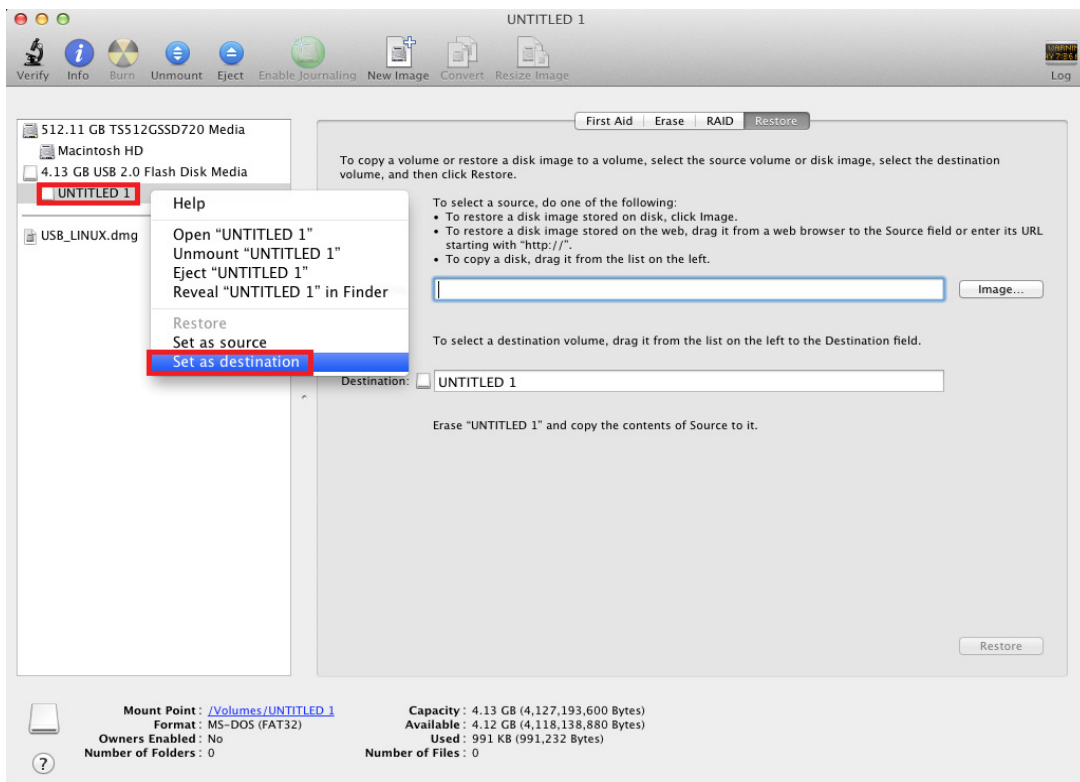 UNTITLED 1
Verify Info Burn Unmount Eject Enable Journaling New Image Convert Resize Image Log
512.11 GB TS512GSSD720 Media
Macintosh HD
4.13 GB USB 2.0 Flash Disk Media
UNTITLED 1
USB_LINUX.dmg
Help
Open “UNTITLED 1”
Unmount “UNTITLED 1”
Eject “UNTITLED 1”
Reveal “UNTITLED 1” in Finder
Restore
Set as source
Set as destination
First Aid Erase RAID Restore
To copy a volume or restore a disk image to a volume, select the source volume or disk image, select the destination
volume, and then click Restore.
To select a source, do one of the following:
• To restore a disk image stored on disk, click Image.
• To restore a disk image stored on the web, drag it from a web browser to the Source field or enter its URL
starting with “http://”.
• To copy a disk, drag it from the list on the left.
Image...
To select a destination volume, drag it from the list on the left to the Destination field.
Destination: UNTITLED 1
Erase “UNTITLED 1” and copy the contents of Source to it.
Restore
Mount Point : /Volumes/UNTITLED 1
Format : MS-DOS (FAT32)
Owners Enabled : No
Number of Folders : 0
Capacity : 4.13 GB (4,127,193,600 Bytes)
Available : 4.12 GB (4,118,138,880 Bytes)
Used : 991 KB (991,232 Bytes)
Number of Files : 0
?